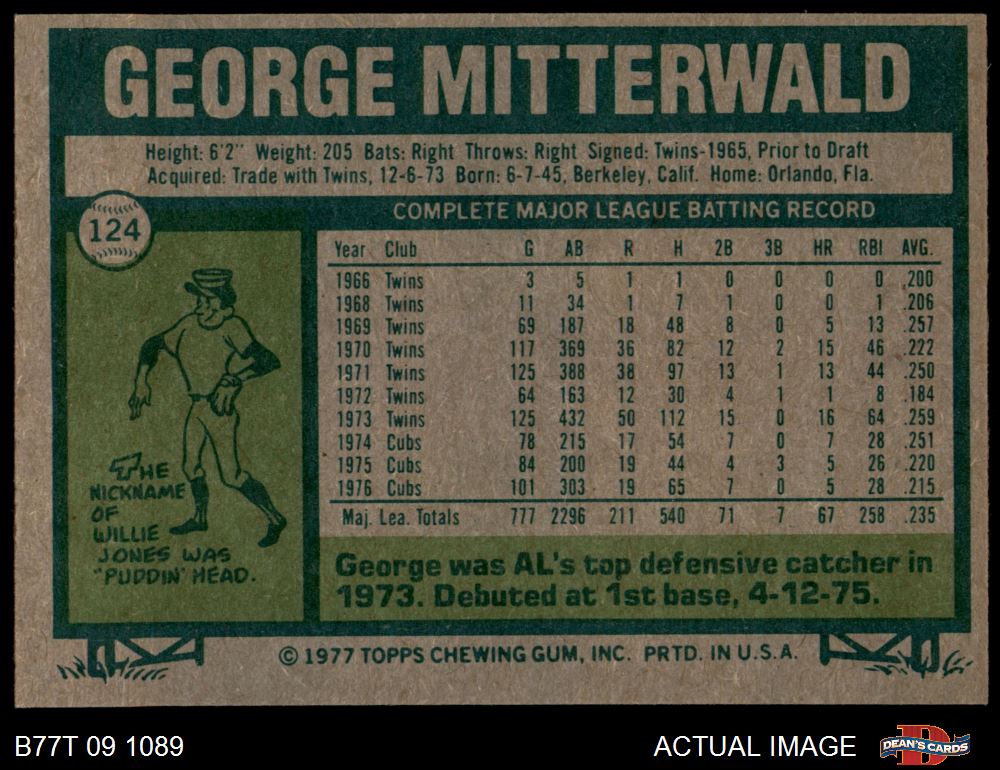 GEORGE MITTERWALD
Height: 6'2" Weight: 205 Bats: Right Throws: Right Signed: Twins-1965, Prior to Draft
Acquired: Trade with Twins, 12-6-73 Born: 6-7-45, Berkeley, Calif. Home: Orlando, Fla.
124
COMPLETE MAJOR LEAGUE BATTING RECORD
Year Club G AB R H 2B 3B HR RBI AVG.
1966 Twins 3 5 1 1 0 0 0 0 .200
1968 Twins 11 34 1 7 1 0 0 1 .206
1969 Twins 69 187 18 48 8 0 5 13 .257
1970 Twins 117 369 36 82 12 2 15 46 .222
1971 Twins 125 388 38 97 13 1 13 44 .250
1972 Twins 64 163 12 30 4 1 1 8 .184
1973 Twins 125 432 50 112 15 0 16 64 .259
1974 Cubs 78 215 17 54 7 0 7 28 .251
1975 Cubs 84 200 19 44 4 3 5 26 .220
1976 Cubs 101 303 19 65 7 0 5 28 .215
Maj. Lea. Totals 777 2296 211 540 71 7 67 258 .235
THE
NICKNAME
OF
WILLIE
JONES WAS
"PUDDIN' HEAD.
George was AL's top defensive catcher in
1973. Debuted at 1st base, 4-12-75.
© 1977 TOPPS CHEWING GUM, INC. PRTD. IN U.S.A.
B77T 09 1089
ACTUAL IMAGE
D
DEAN'S CARDS